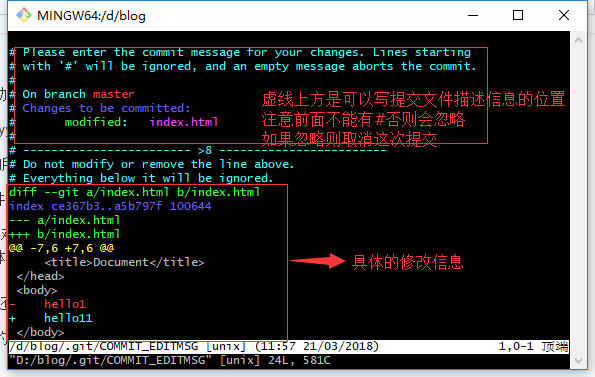 MINGW64:/d/blog
# Please enter the commit message for your changes. Lines starting
# with '#' will be ignored, and an empty message aborts the commit.
#
# On branch master
# Changes to be committed:
#       modified:   index.html
#
# ------------------------ >8 ------------------------
# Do not modify or remove the line above.
# Everything below it will be ignored.
虚线上方是可以写提交文件描述信息的位置
注意前面不能有#否则会忽略
如果忽略则取消这次提交
diff --git a/index.html b/index.html
index ce367b3..a5b797f 100644
--- a/index.html
+++ b/index.html
@@ -7,6 +7,6 @@
     <title>Document</title>
 </head>
 <body>
-    hello1
+    hello11
 </body>
具体的修改信息
/d/blog/.git/COMMIT_EDITMSG [unix] (11:57 21/03/2018) 1,0-1 顶端
"D:/blog/.git/COMMIT_EDITMSG" [unix] 24L, 581C